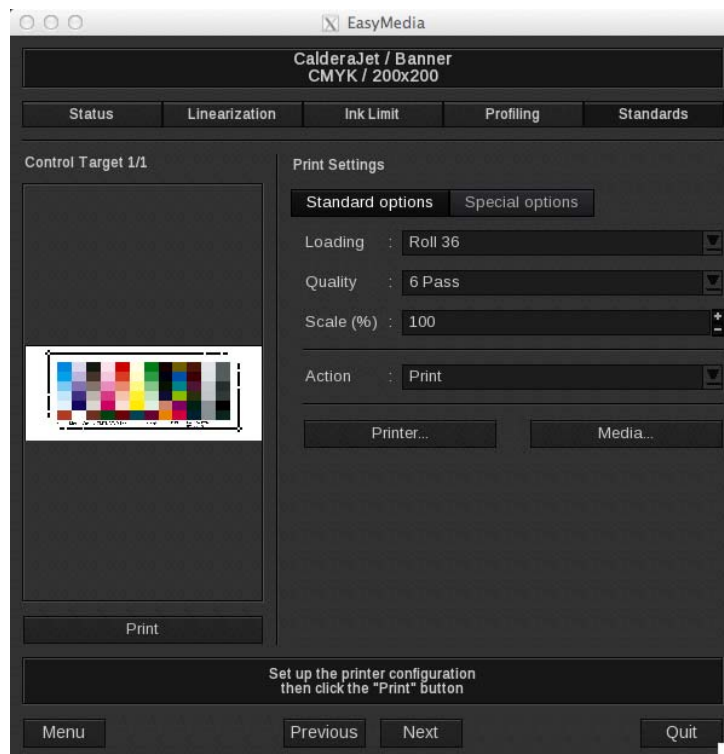 EasyMedia
CalderaJet / Banner
CMYK / 200x200
Status
Linearization
Ink Limit
Profiling
Standards
Control Target 1/1
Print Settings
Standard options
Special options
Loading : Roll 36
Quality : 6 Pass
Scale (%) : 100
Action : Print
Printer...
Media...
Print
Set up the printer configuration
then click the "Print" button
Menu
Previous
Next
Quit